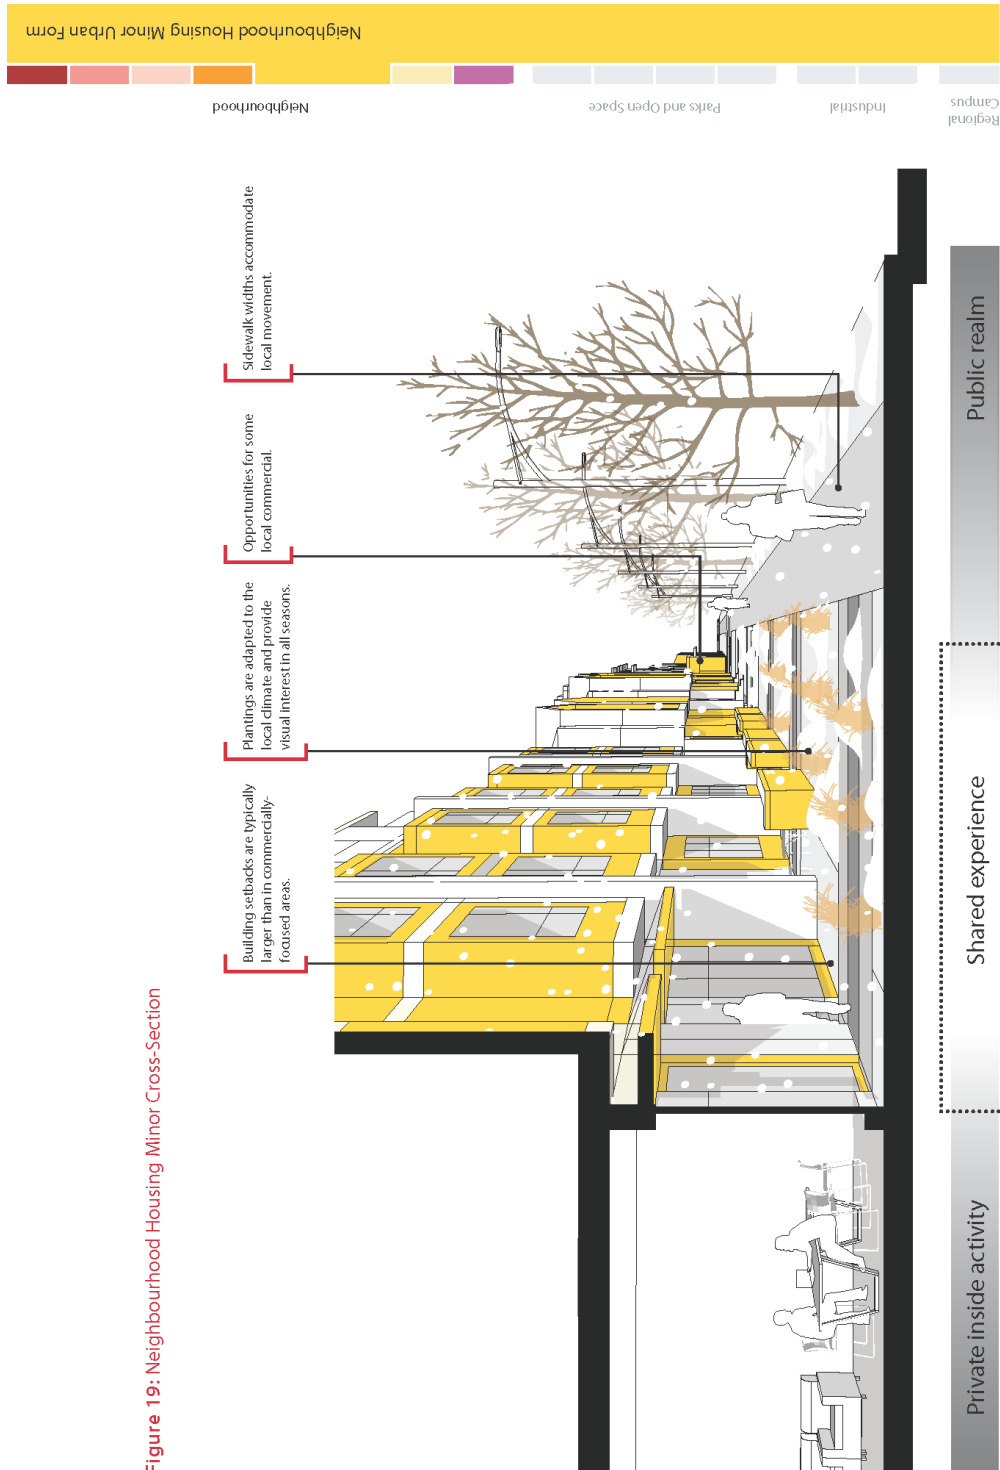 Neighbourhood Housing Minor Urban Form
Neighbourhood
Parks and Open Space
Industrial
Regional
Campus
Figure 19: Neighbourhood Housing Minor Cross-Section
Building setbacks are typically
larger than in commercially-
focused areas.
Plantings are adapted to the
local climate and provide
visual interest in all seasons.
Opportunities for some
local commercial.
Sidewalk widths accommodate
local movement.
Private inside activity
Shared experience
Public realm